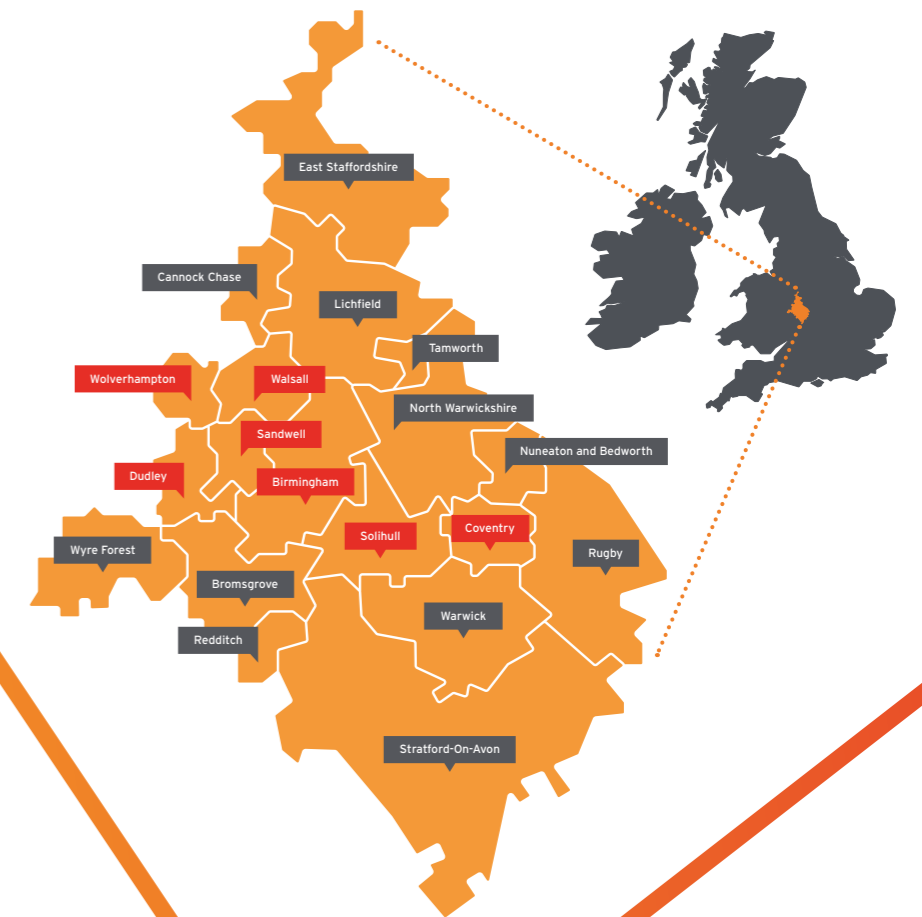 East Staffordshire
Cannock Chase
Lichfield
Tamworth
Wolverhampton
Walsall
North Warwickshire
Sandwell
Nuneaton and Bedworth
Dudley
Birmingham
Solihull
Coventry
Wyre Forest
Rugby
Bromsgrove
Warwick
Redditch
Stratford-On-Avon